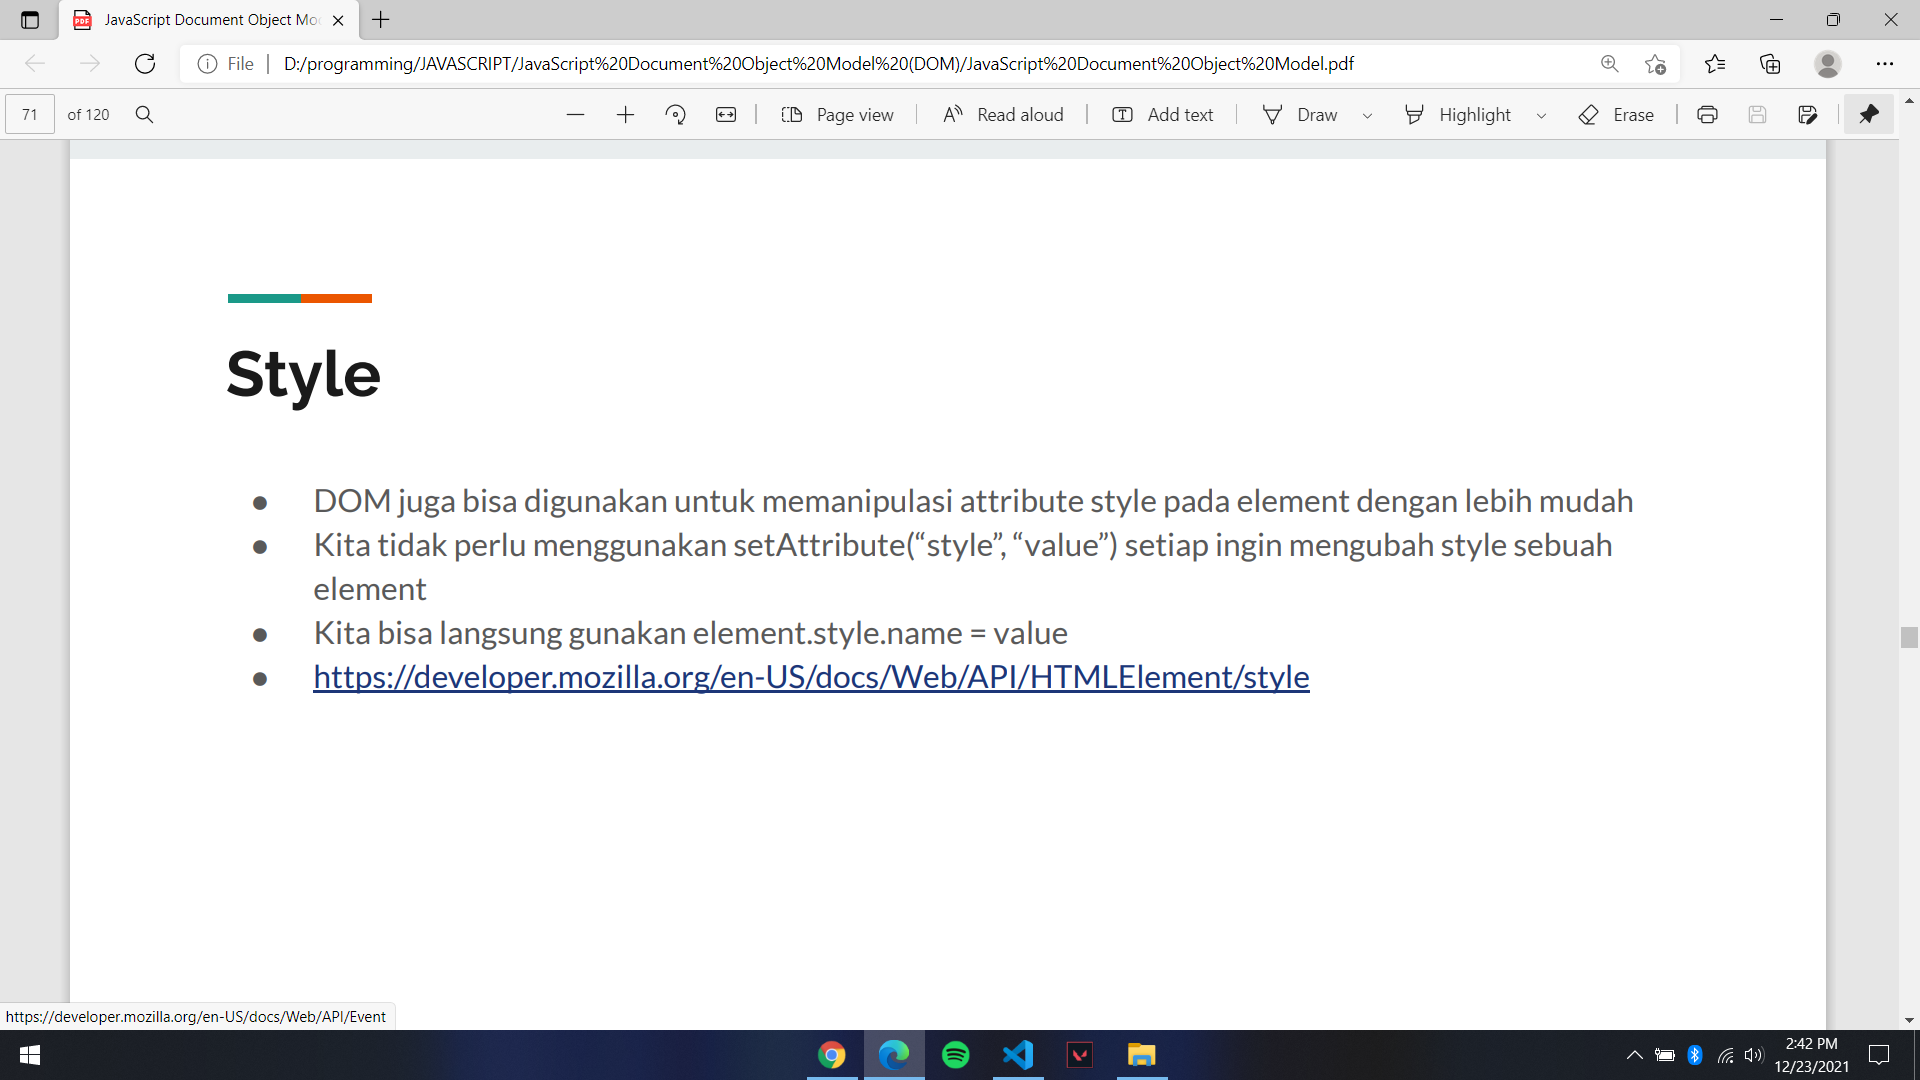 JavaScript Document Object Mo
File
D:/programming/JAVASCRIPT/JavaScript%20Document%20Object%20Model%20(DOM)/JavaScript%20Document%20Object%20Model.pdf
71 of 120
Page view
Read aloud
Add text
Draw
Highlight
Erase
Style
● DOM juga bisa digunakan untuk memanipulasi attribute style pada element dengan lebih mudah
● Kita tidak perlu menggunakan setAttribute(“style”, “value”) setiap ingin mengubah style sebuah
element
● Kita bisa langsung gunakan element.style.name = value
● https://developer.mozilla.org/en-US/docs/Web/API/HTMLElement/style
https://developer.mozilla.org/en-US/docs/Web/API/Event
2:42 PM
12/23/2021